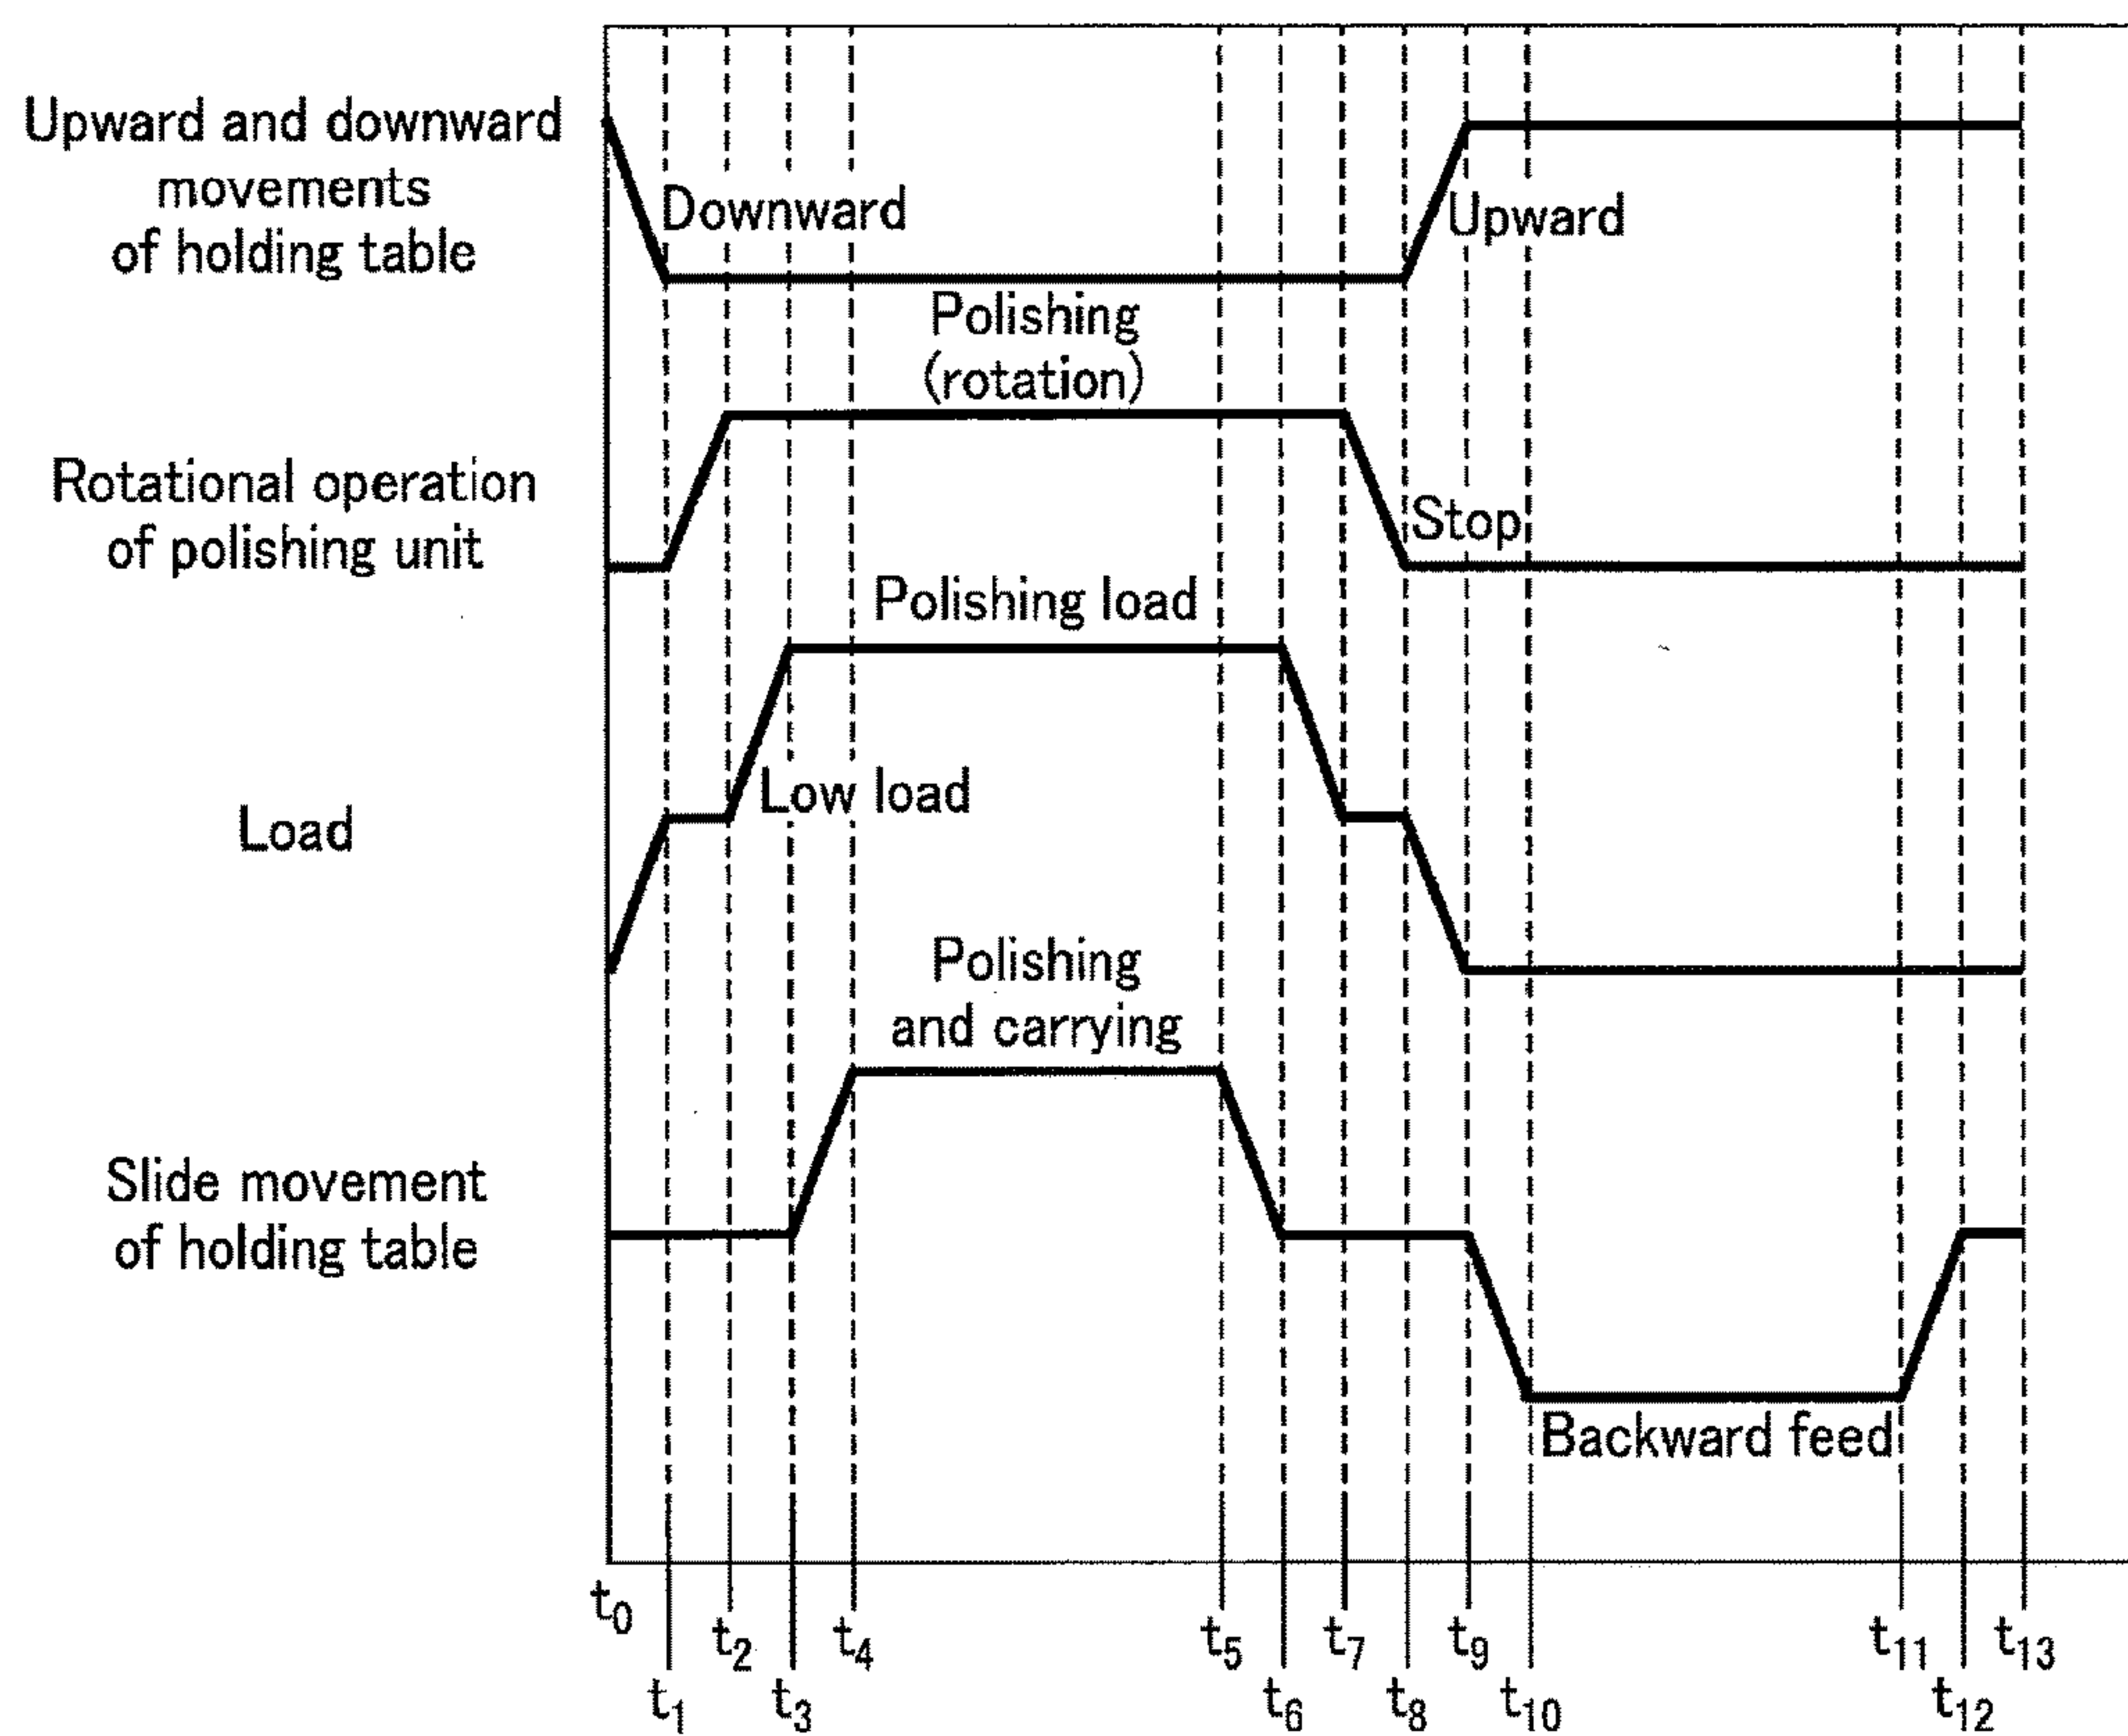 Upward and downward
movements
of holding table
Downward
Upward
Polishing
(rotation)
Rotational operation
of polishing unit
Stop
Polishing load
Low load
Load
Polishing
and carrying
Slide movement
of holding table
Backward feed
t0
t1
t2
t3
t4
t5
t6
t7
t8
t9
t10
t11
t12
t13